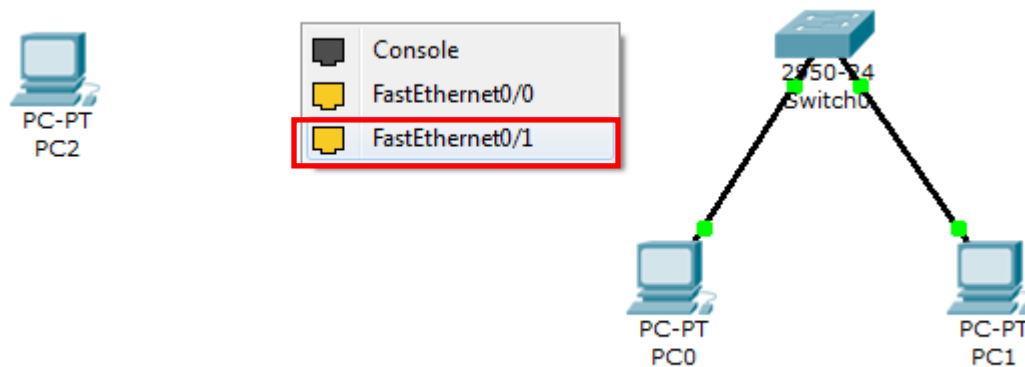 PC-PT
PC2
Console
FastEthernet0/0
FastEthernet0/1
2950-24
Switch0
PC-PT
PC0
PC-PT
PC1